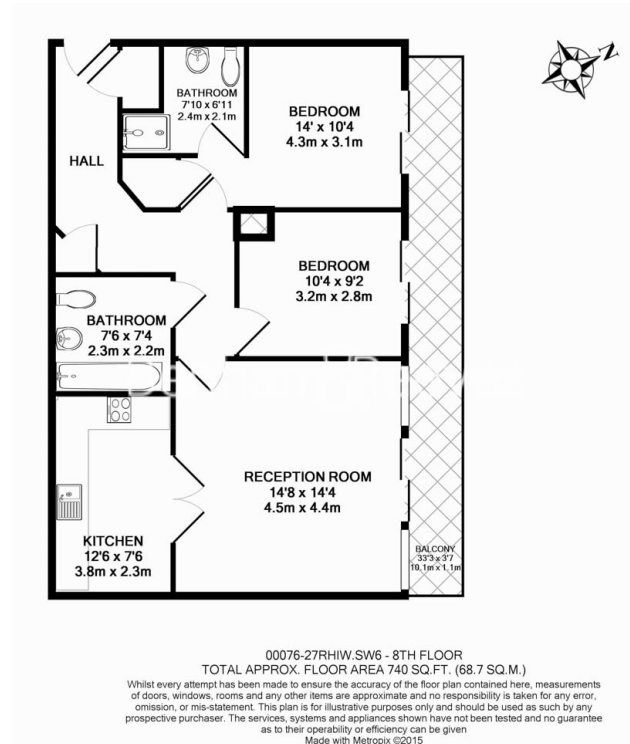 N
BATHROOM
7'10 x 6'11
2.4m x 2.1m
BEDROOM
14' x 10'4
4.3m x 3.1m
HALL
BEDROOM
10'4 x 9'2
3.2m x 2.8m
BATHROOM
7'6 x 7'4
2.3m x 2.2m
RECEPTION ROOM
14'8 x 14'4
4.5m x 4.4m
KITCHEN
12'6 x 7'6
3.8m x 2.3m
BALCONY
33'3 x 3'7
10.1m x 1.1m
00076-27RHIW.SW6 - 8TH FLOOR
TOTAL APPROX. FLOOR AREA 740 SQ.FT. (68.7 SQ.M.)
Whilst every attempt has been made to ensure the accuracy of the floor plan contained here, measurements
of doors, windows, rooms and any other items are approximate and no responsibility is taken for any error,
omission, or mis-statement. This plan is for illustrative purposes only and should be used as such by any
prospective purchaser. The services, systems and appliances shown have not been tested and no guarantee
as to their operability or efficiency can be given
Made with Metropix ©2015